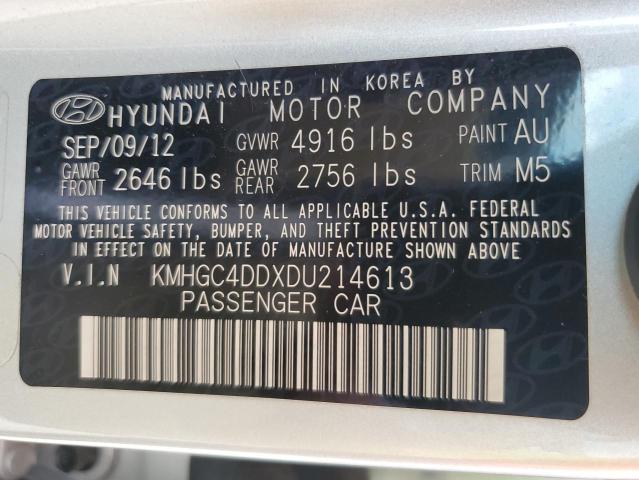 MANUFACTURED IN KOREA BY
HYUNDAI MOTOR COMPANY
SEP/09/12 GVWR 4916 lbs PAINT AU
GAWR FRONT 2646 lbs GAWR REAR 2756 lbs TRIM M5
THIS VEHICLE CONFORMS TO ALL APPLICABLE U.S.A. FEDERAL
MOTOR VEHICLE SAFETY, BUMPER, AND THEFT PREVENTION STANDARDS
IN EFFECT ON THE DATE OF MANUFACTURE SHOWN ABOVE
V.I.N KMHGC4DDXDU214613
PASSENGER CAR